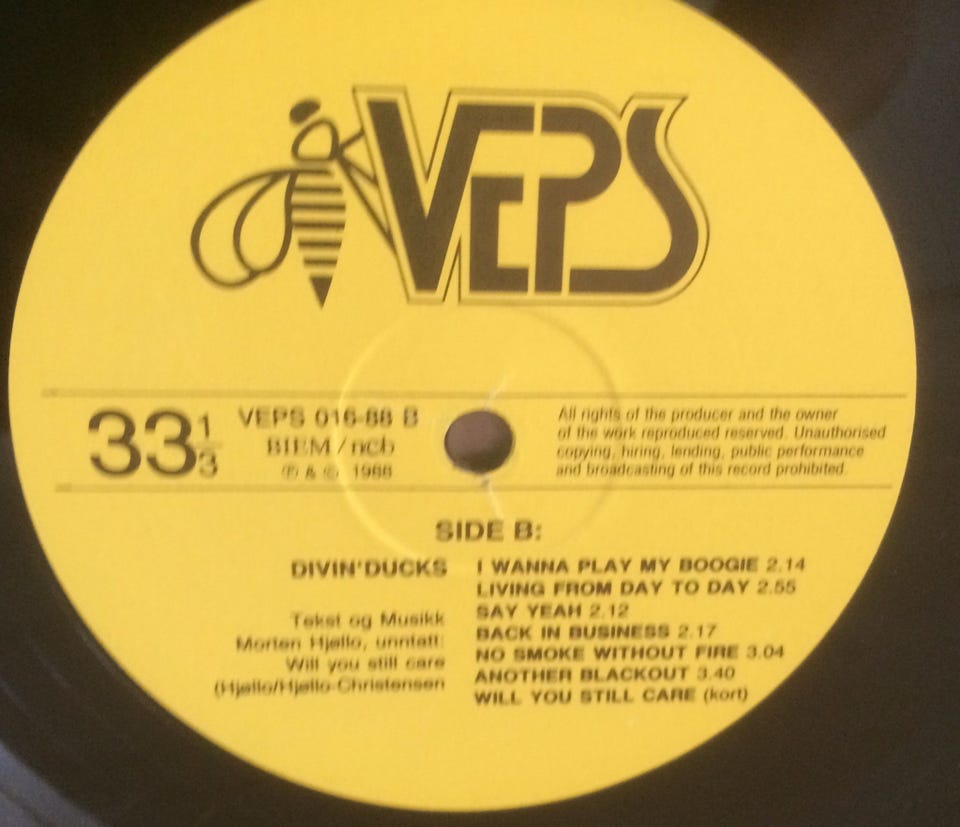 VEPS
33 1/3
VEPS 016-88 B
BIEM / ncb
℗ & © 1988
All rights of the producer and the owner
of the work reproduced reserved. Unauthorised
copying, hiring, lending, public performance
and broadcasting of this record prohibited.
SIDE B:
DIVIN'DUCKS
Tekst og Musikk
Morten Hjøllo, unntatt:
Will you still care
(Hjøllo/Hjøllo-Christensen
I WANNA PLAY MY BOOGIE 2.14
LIVING FROM DAY TO DAY 2.55
SAY YEAH 2.12
BACK IN BUSINESS 2.17
NO SMOKE WITHOUT FIRE 3.04
ANOTHER BLACKOUT 3.40
WILL YOU STILL CARE (kort)